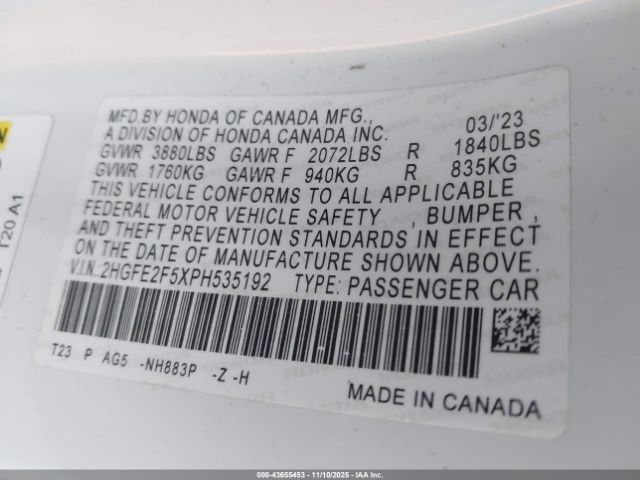 MFD.BY HONDA OF CANADA MFG., 03/'23
A DIVISION OF HONDA CANADA INC.
GVWR 3880LBS GAWR F 2072LBS R 1840LBS
GVWR 1760KG GAWR F 940KG R 835KG
THIS VEHICLE CONFORMS TO ALL APPLICABLE
FEDERAL MOTOR VEHICLE SAFETY , BUMPER ,
AND THEFT PREVENTION STANDARDS IN EFFECT
ON THE DATE OF MANUFACTURE SHOWN ABOVE.
V.I.N.:2HGFE2F5XPH535192 TYPE: PASSENGER CAR
T23 P AG5 -NH883P -Z -H
MADE IN CANADA
T20 A1
000-43655453 - 11/10/2025 - IAA Inc.